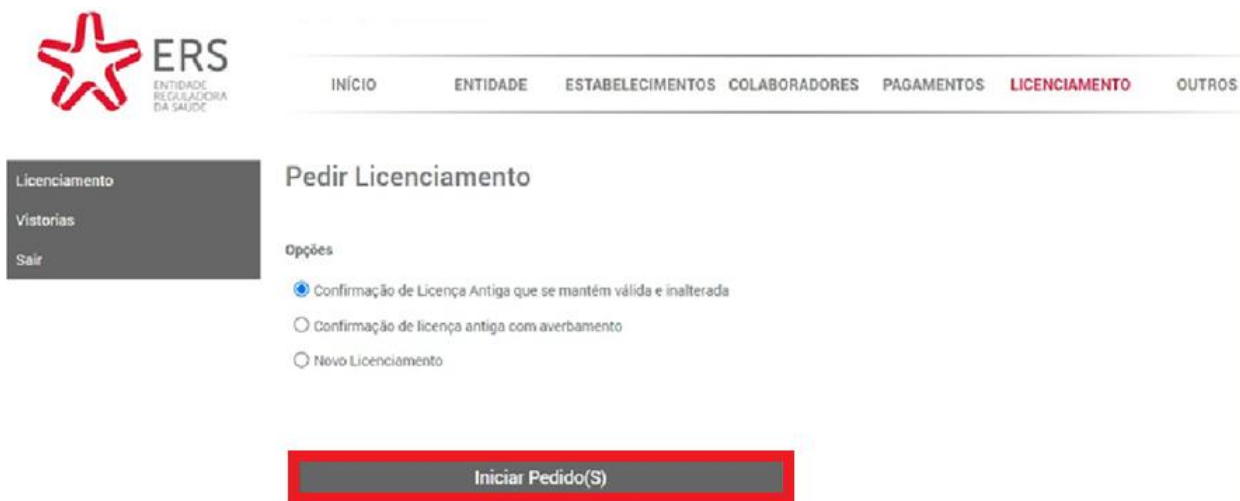 ERS
ENTIDADE
REGULADORA
DA SAÚDE
INÍCIO ENTIDADE ESTABELECIMENTOS COLABORADORES PAGAMENTOS LICENCIAMENTO OUTROS
Licenciamento
Vistorias
Sair
Pedir Licenciamento
Opções
Confirmação de Licença Antiga que se mantém válida e inalterada
Confirmação de licença antiga com averbamento
Novo Licenciamento
Iniciar Pedido(S)